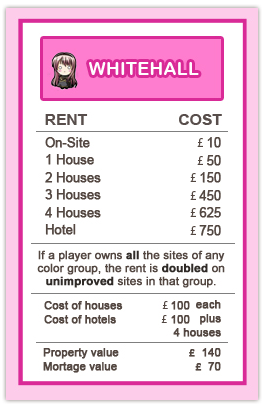 WHITEHALL
RENT COST
On-Site £ 10
1 House £ 50
2 Houses £ 150
3 Houses £ 450
4 Houses £ 625
Hotel £ 750
If a player owns all the sites of any
color group, the rent is doubled on
unimproved sites in that group.
Cost of houses £ 100 each
Cost of hotels £ 100 plus
4 houses
Property value £ 140
Mortage value £ 70